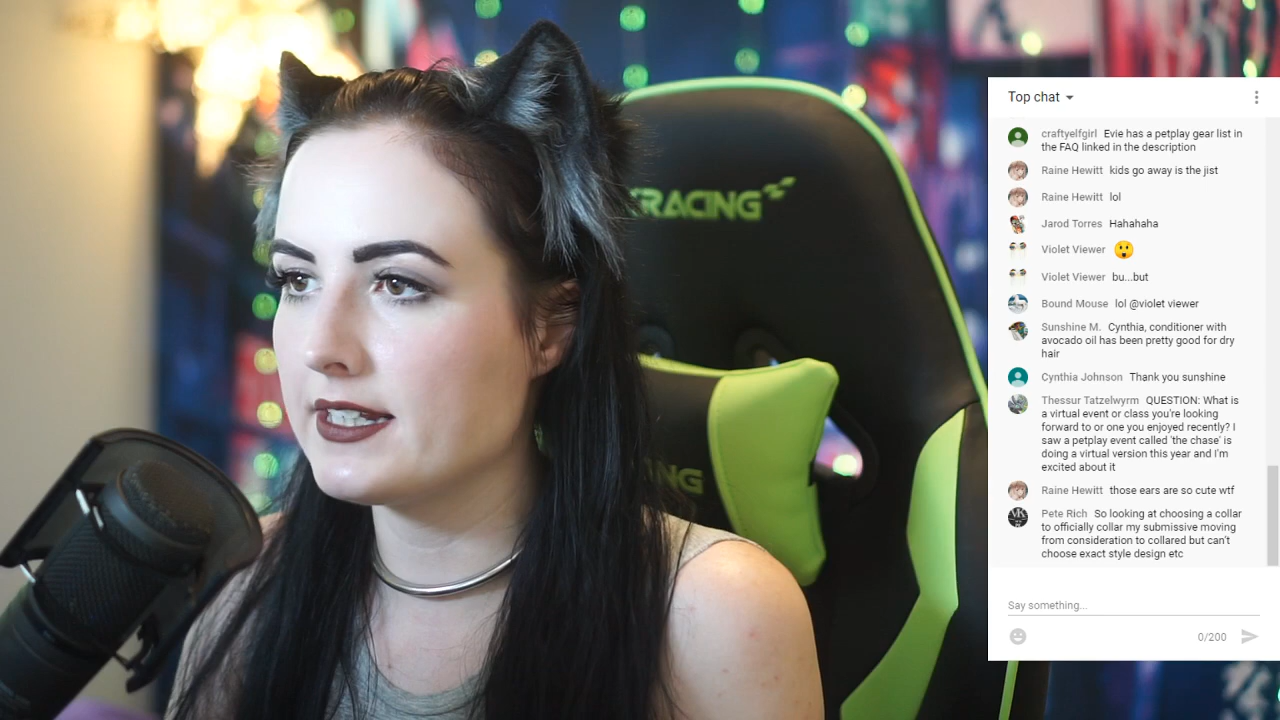 KRACING
NG
Top chat
craftyelfgirl Evie has a petplay gear list in
the FAQ linked in the description
Raine Hewitt kids go away is the jist
Raine Hewitt lol
Jarod Torres Hahahaha
Violet Viewer 😲
Violet Viewer bu...but
Bound Mouse lol @violet viewer
Sunshine M. Cynthia, conditioner with
avocado oil has been pretty good for dry
hair
Cynthia Johnson Thank you sunshine
Thessur Tatzelwyrm QUESTION: What is
a virtual event or class you're looking
forward to or one you enjoyed recently? I
saw a petplay event called 'the chase' is
doing a virtual version this year and I'm
excited about it
Raine Hewitt those ears are so cute wtf
Pete Rich So looking at choosing a collar
to officially collar my submissive moving
from consideration to collared but can't
choose exact style design etc
Say something...
0/200